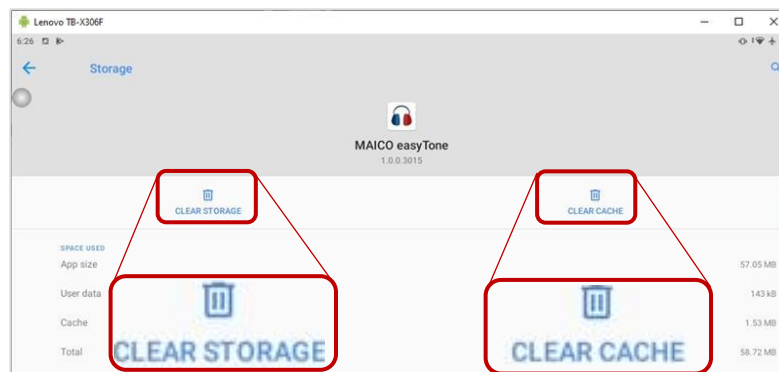 Lenovo TB-X306F
6:26
Storage
MAICO easyTone
1.0.0.3015
CLEAR STORAGE
CLEAR CACHE
SPACE USED
App size
57.05 MB
User data
143 kB
Cache
1.53 MB
Total
58.72 MB
CLEAR STORAGE
CLEAR CACHE